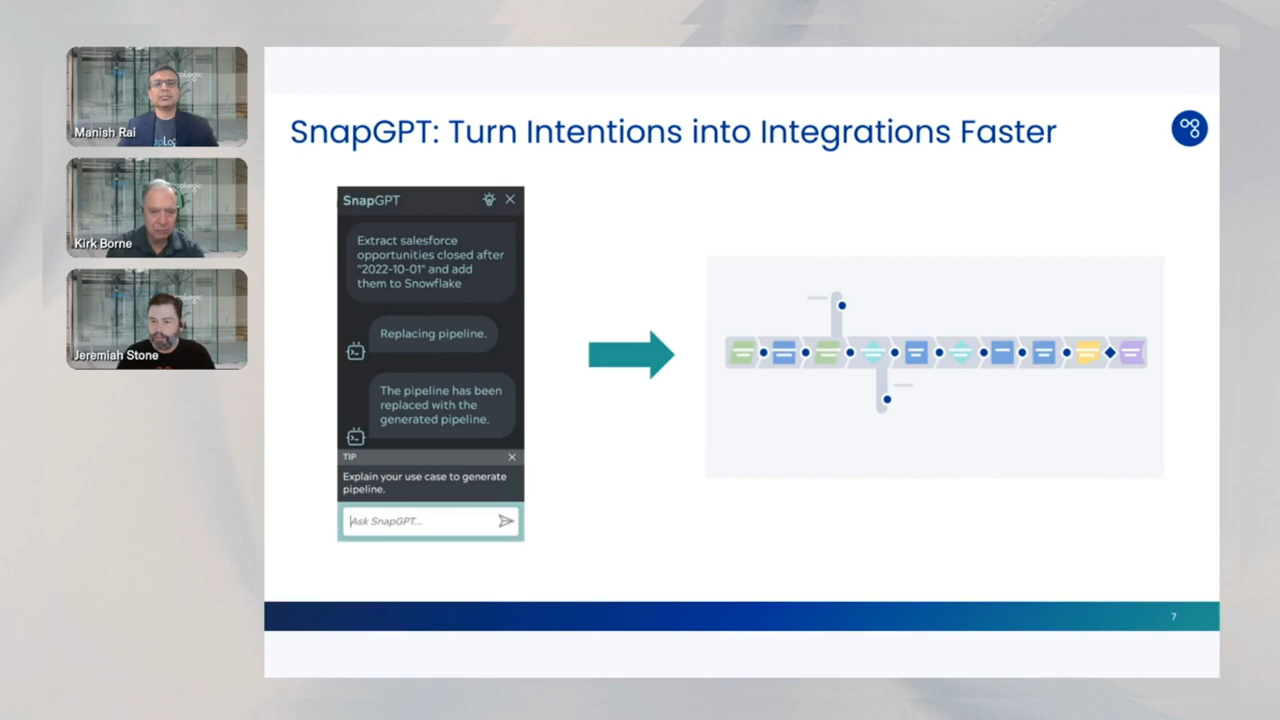 Manish Rai
Kirk Borne
Jeremiah Stone
SnapGPT: Turn Intentions into Integrations Faster
SnapGPT
Extract salesforce
opportunities closed after
"2022-10-01" and add
them to Snowflake
Replacing pipeline.
The pipeline has been
replaced with the
generated pipeline.
TIP
Explain your use case to generate
pipeline.
Ask SnapGPT...
7